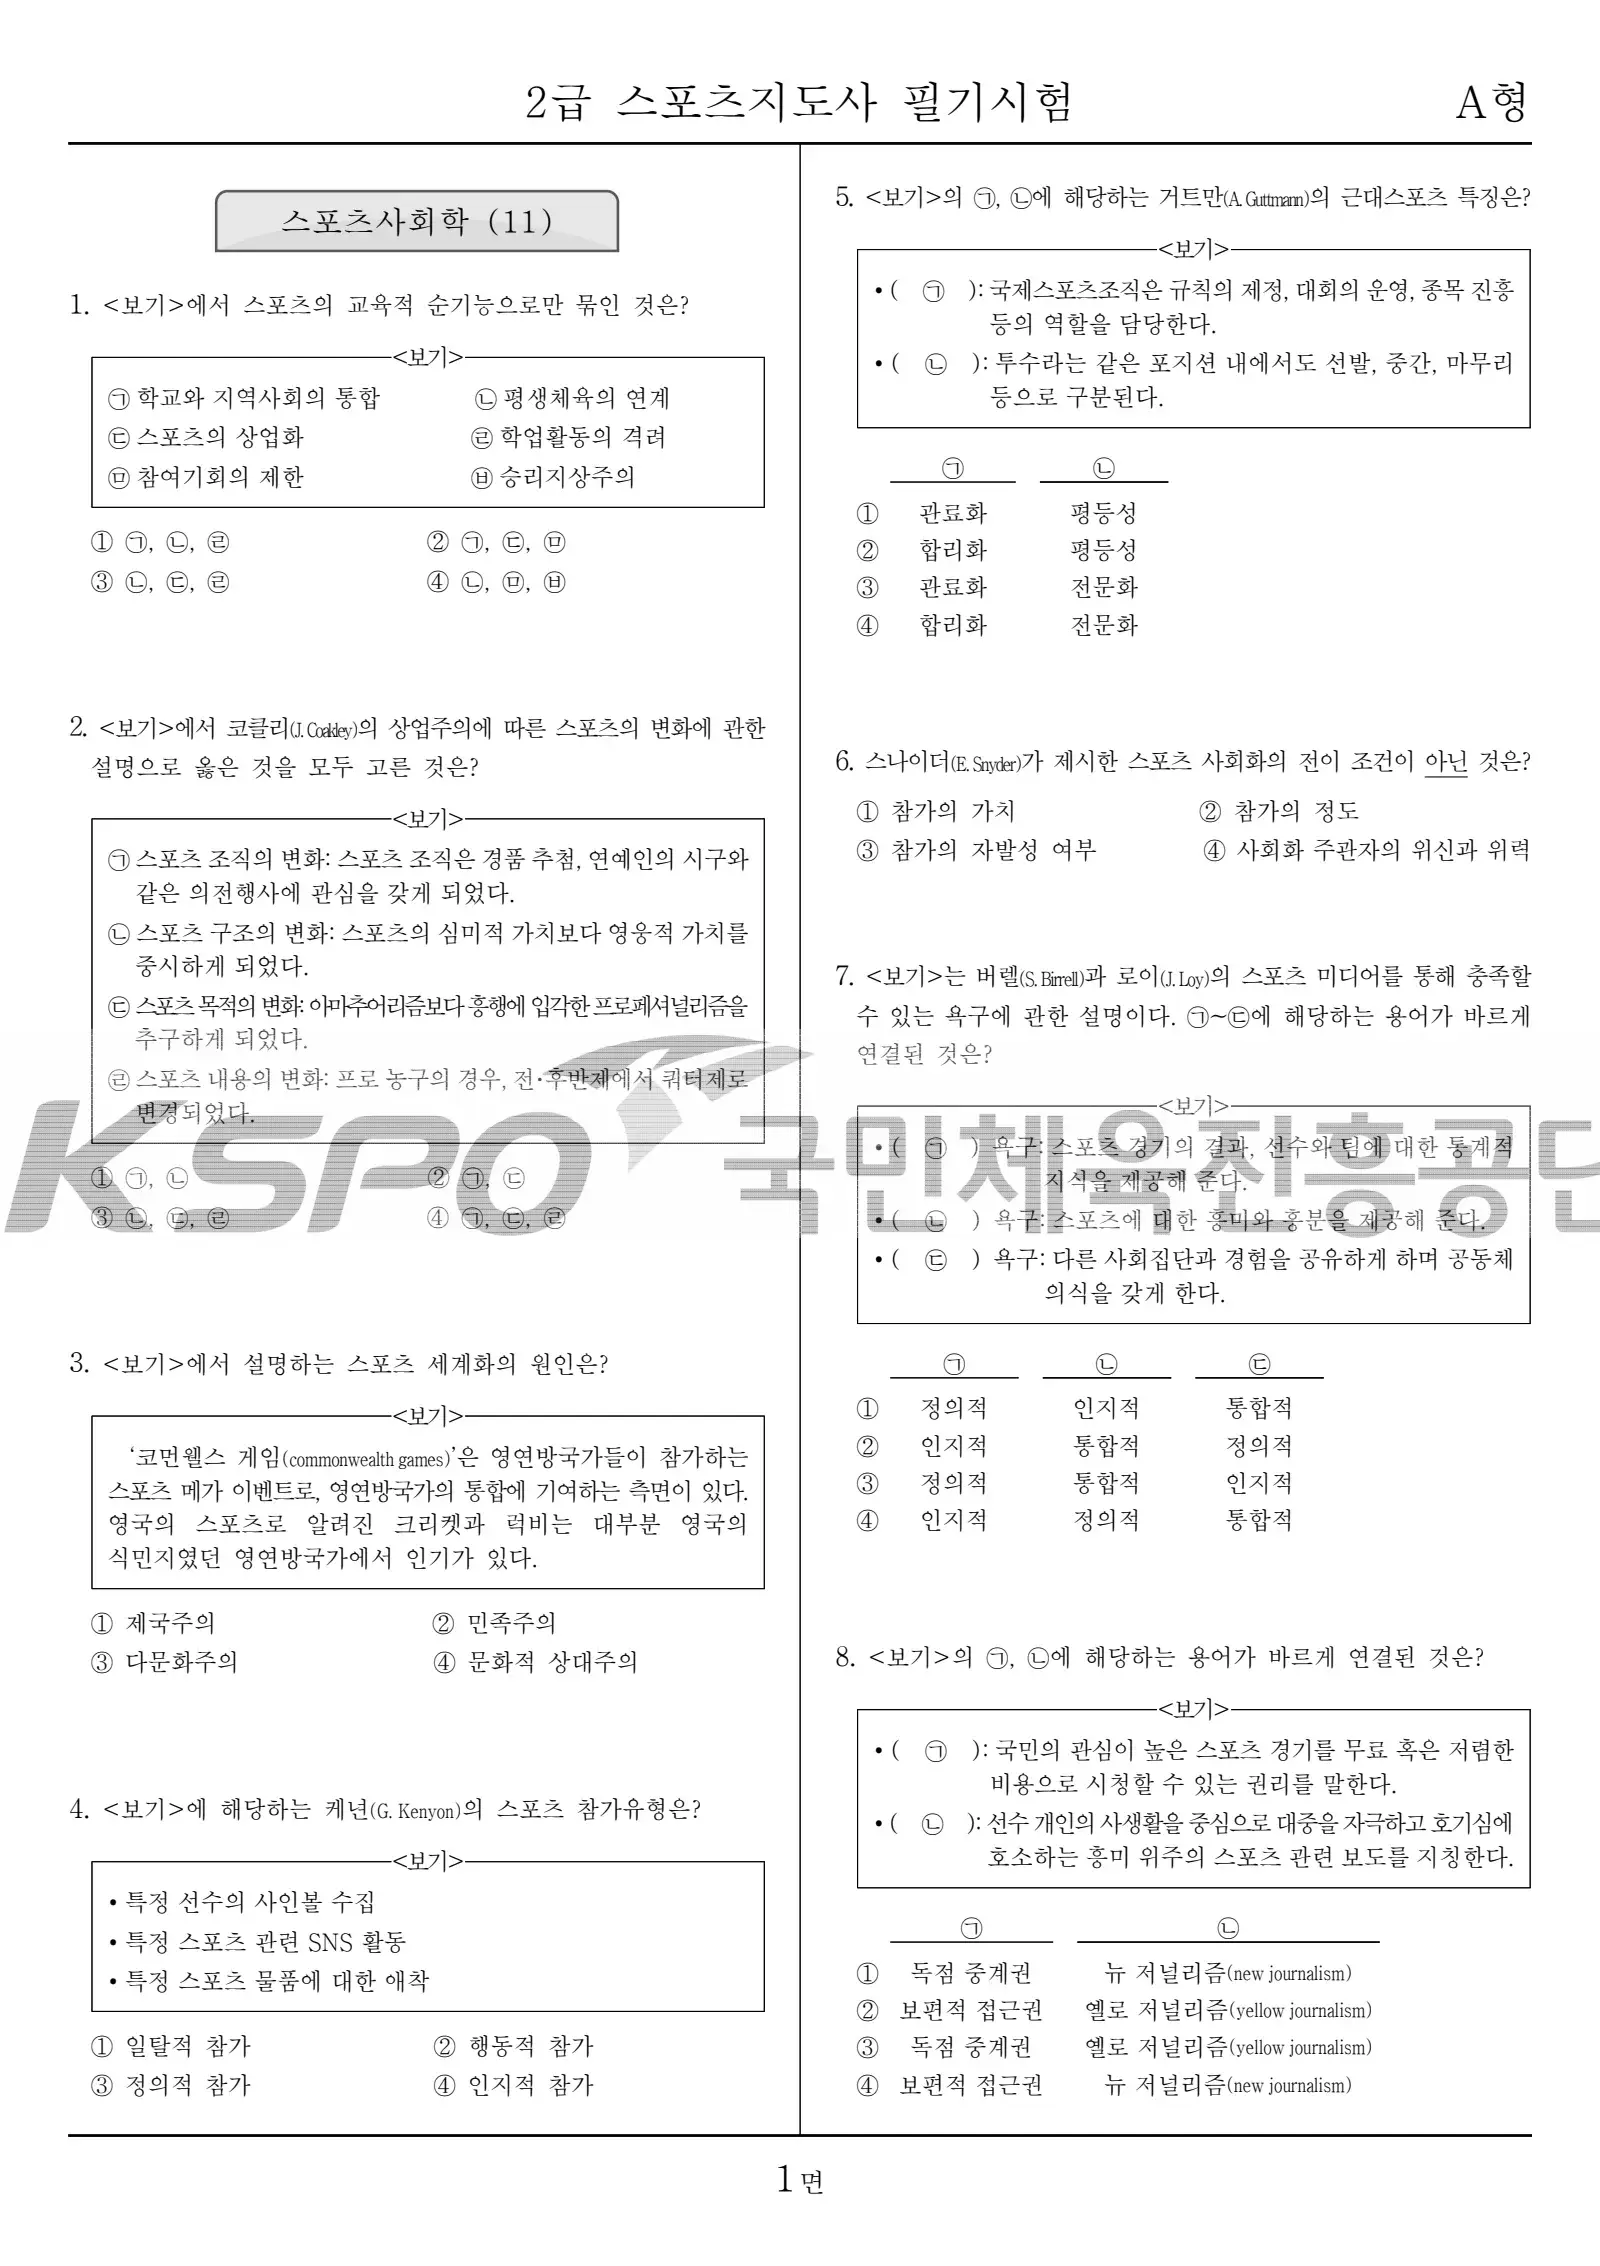 2급 스포츠지도사 필기시험
A형
스포츠사회학 (11)
1. <보기>에서 스포츠의 교육적 순기능으로만 묶인 것은?
<보기>
㉠ 학교와 지역사회의 통합 ㉡ 평생체육의 연계
㉢ 스포츠의 상업화 ㉣ 학업활동의 격려
㉤ 참여기회의 제한 ㉥ 승리지상주의
① ㉠, ㉡, ㉣ ② ㉠, ㉢, ㉤
③ ㉡, ㉢, ㉣ ④ ㉡, ㉤, ㉥
2. <보기>에서 코클리(J. Coakley)의 상업주의에 따른 스포츠의 변화에 관한
설명으로 옳은 것을 모두 고른 것은?
<보기>
㉠ 스포츠 조직의 변화: 스포츠 조직은 경품 추첨, 연예인의 시구와
같은 의전행사에 관심을 갖게 되었다.
㉡ 스포츠 구조의 변화: 스포츠의 심미적 가치보다 영웅적 가치를
중시하게 되었다.
㉢ 스포츠 목적의 변화: 아마추어리즘보다 흥행에 입각한 프로페셔널리즘을
추구하게 되었다.
㉣ 스포츠 내용의 변화: 프로 농구의 경우, 전·후반제에서 쿼터제로
변경되었다.
① ㉠, ㉡ ② ㉠, ㉢
③ ㉡, ㉢, ㉣ ④ ㉠, ㉢, ㉣
3. <보기>에서 설명하는 스포츠 세계화의 원인은?
<보기>
‘코먼웰스 게임(commonwealth games)’은 영연방국가들이 참가하는
스포츠 메가 이벤트로, 영연방국가의 통합에 기여하는 측면이 있다.
영국의 스포츠로 알려진 크리켓과 럭비는 대부분 영국의
식민지였던 영연방국가에서 인기가 있다.
① 제국주의 ② 민족주의
③ 다문화주의 ④ 문화적 상대주의
4. <보기>에 해당하는 케년(G. Kenyon)의 스포츠 참가유형은?
<보기>
• 특정 선수의 사인볼 수집
• 특정 스포츠 관련 SNS 활동
• 특정 스포츠 물품에 대한 애착
① 일탈적 참가 ② 행동적 참가
③ 정의적 참가 ④ 인지적 참가
5. <보기>의 ㉠, ㉡에 해당하는 거트만(A. Guttmann)의 근대스포츠 특징은?
<보기>
• ( ㉠ ): 국제스포츠조직은 규칙의 제정, 대회의 운영, 종목 진흥
등의 역할을 담당한다.
• ( ㉡ ): 투수라는 같은 포지션 내에서도 선발, 중간, 마무리
등으로 구분된다.
㉠ ㉡
① 관료화 평등성
② 합리화 평등성
③ 관료화 전문화
④ 합리화 전문화
6. 스나이더(E. Snyder)가 제시한 스포츠 사회화의 전이 조건이 아닌 것은?
① 참가의 가치 ② 참가의 정도
③ 참가의 자발성 여부 ④ 사회화 주관자의 위신과 위력
7. <보기>는 버렐(S. Birrell)과 로이(J. Loy)의 스포츠 미디어를 통해 충족할
수 있는 욕구에 관한 설명이다. ㉠~㉢에 해당하는 용어가 바르게
연결된 것은?
<보기>
• ( ㉠ ) 욕구: 스포츠 경기의 결과, 선수와 팀에 대한 통계적
지식을 제공해 준다.
• ( ㉡ ) 욕구: 스포츠에 대한 흥미와 흥분을 제공해 준다.
• ( ㉢ ) 욕구: 다른 사회집단과 경험을 공유하게 하며 공동체
의식을 갖게 한다.
㉠ ㉡ ㉢
① 정의적 인지적 통합적
② 인지적 통합적 정의적
③ 정의적 통합적 인지적
④ 인지적 정의적 통합적
8. <보기>의 ㉠, ㉡에 해당하는 용어가 바르게 연결된 것은?
<보기>
• ( ㉠ ): 국민의 관심이 높은 스포츠 경기를 무료 혹은 저렴한
비용으로 시청할 수 있는 권리를 말한다.
• ( ㉡ ): 선수 개인의 사생활을 중심으로 대중을 자극하고 호기심에
호소하는 흥미 위주의 스포츠 관련 보도를 지칭한다.
㉠ ㉡
① 독점 중계권 뉴 저널리즘(new journalism)
② 보편적 접근권 옐로 저널리즘(yellow journalism)
③ 독점 중계권 옐로 저널리즘(yellow journalism)
④ 보편적 접근권 뉴 저널리즘(new journalism)
KSPO 국민체육진흥공단
1면